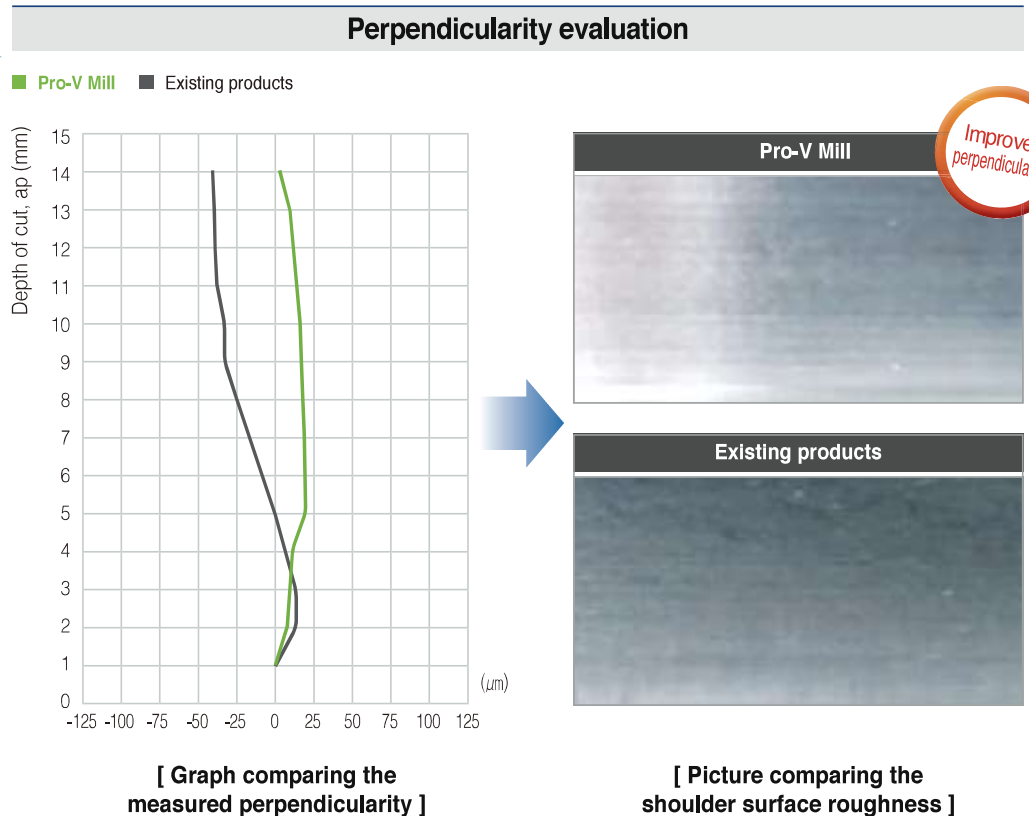 Perpendicularity evaluation
Pro-V Mill
Existing products
Depth of cut, ap (mm)
15
14
13
12
11
10
9
8
7
6
5
4
3
2
1
0
-125 -100 -75 -50 -25 0 25 50 75 100 125
(μm)
[ Graph comparing the
measured perpendicularity ]
Pro-V Mill
Improve
perpendicula
Existing products
[ Picture comparing the
shoulder surface roughness ]